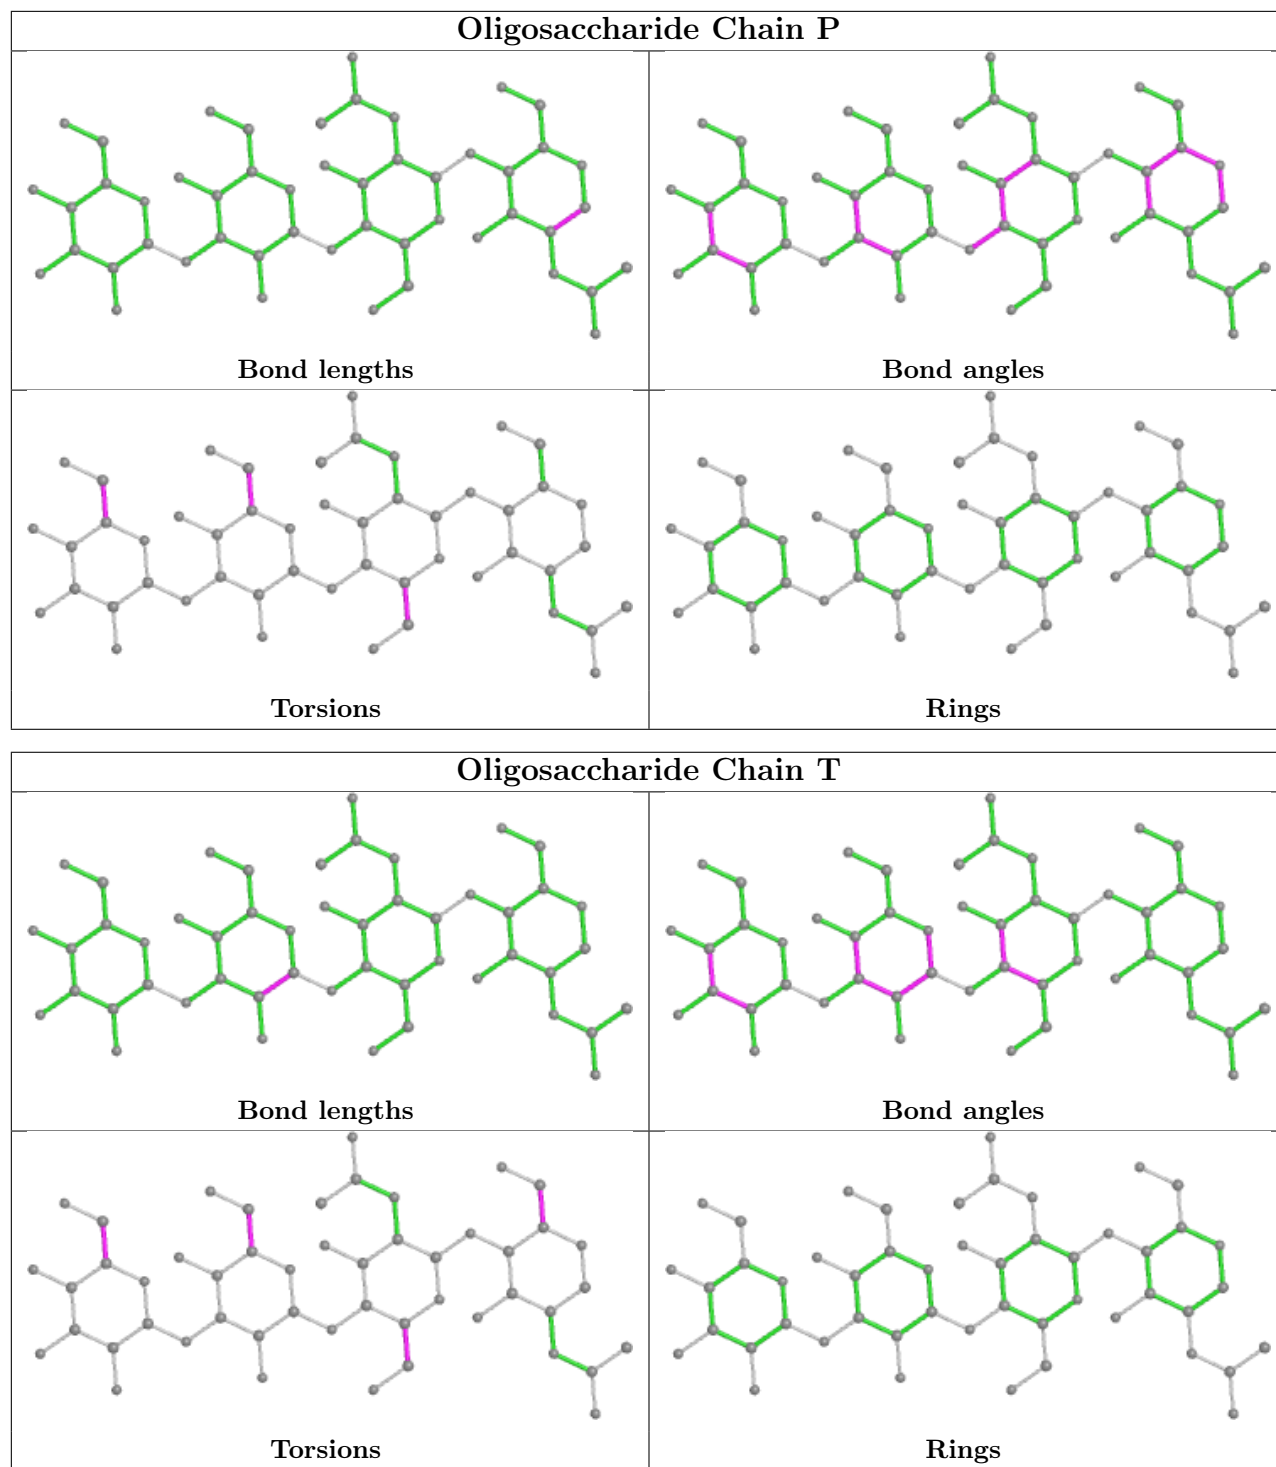 Oligosaccharide Chain P
Bond lengths
Bond angles
Torsions
Rings
Oligosaccharide Chain T
Bond lengths
Bond angles
Torsions
Rings